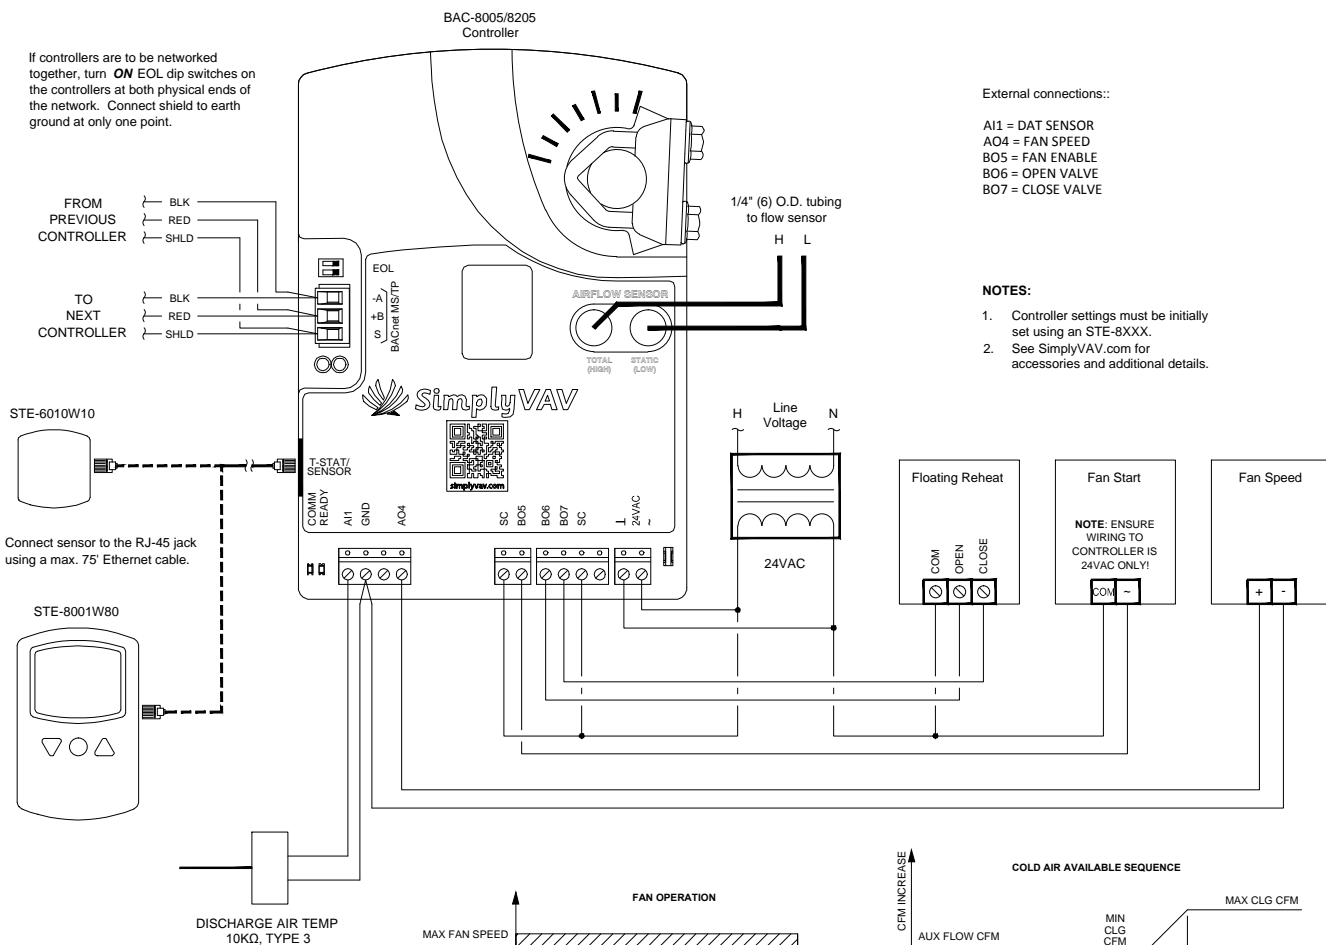 BAC-8005/8205
Controller
If controllers are to be networked
together, turn ON EOL dip switches on
the controllers at both physical ends of
the network. Connect shield to earth
ground at only one point.
External connections::
AI1 = DAT SENSOR
AO4 = FAN SPEED
BO5 = FAN ENABLE
BO6 = OPEN VALVE
BO7 = CLOSE VALVE
FROM
PREVIOUS
CONTROLLER
BLK
RED
SHLD
TO
NEXT
CONTROLLER
BLK
RED
SHLD
EOL
-A
+B
S
BACnet MS/TP
1/4" (6) O.D. tubing
to flow sensor
H L
AIRFLOW SENSOR
TOTAL
(HIGH)
STATIC
(LOW)
NOTES:
1. Controller settings must be initially
set using an STE-8XXX.
2. See SimplyVAV.com for
accessories and additional details.
SimplyVAV
simplyvav.com
STE-6010W10
T-STAT/
SENSOR
Connect sensor to the RJ-45 jack
using a max. 75' Ethernet cable.
STE-8001W80
COMM
READY
AI1
GND
AO4
SC
BO5
BO6
BO7
SC
⊥
24VAC
~
H
Line
Voltage
N
24VAC
Floating Reheat
COM
OPEN
CLOSE
Fan Start
NOTE: ENSURE
WIRING TO
CONTROLLER IS
24VAC ONLY!
COM ~
Fan Speed
+ -
DISCHARGE AIR TEMP
10KΩ, TYPE 3
FAN OPERATION
MAX FAN SPEED
COLD AIR AVAILABLE SEQUENCE
CFM INCREASE
AUX FLOW CFM
MIN
CLG
CFM
MAX CLG CFM